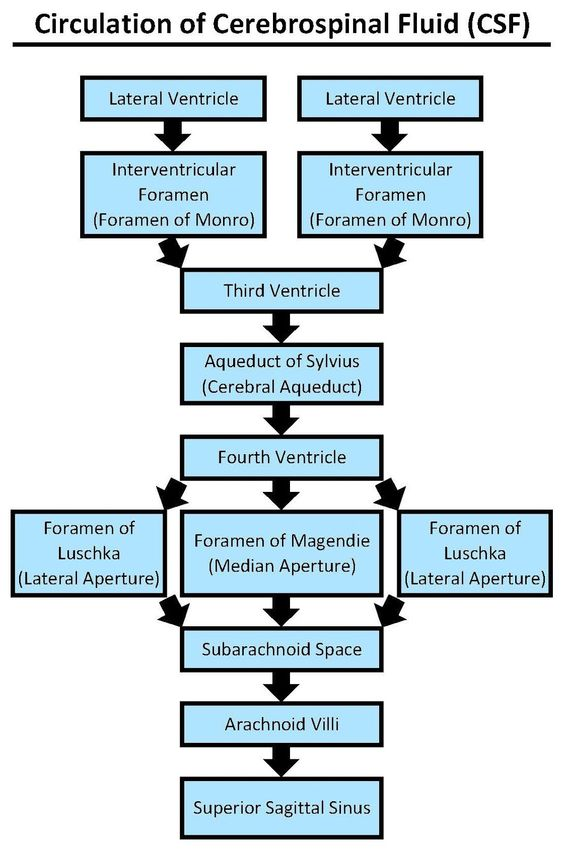 Circulation of Cerebrospinal Fluid (CSF)
Lateral Ventricle
Lateral Ventricle
Interventricular
Foramen
(Foramen of Monro)
Interventricular
Foramen
(Foramen of Monro)
Third Ventricle
Aqueduct of Sylvius
(Cerebral Aqueduct)
Fourth Ventricle
Foramen of
Luschka
(Lateral Aperture)
Foramen of Magendie
(Median Aperture)
Foramen of
Luschka
(Lateral Aperture)
Subarachnoid Space
Arachnoid Villi
Superior Sagittal Sinus